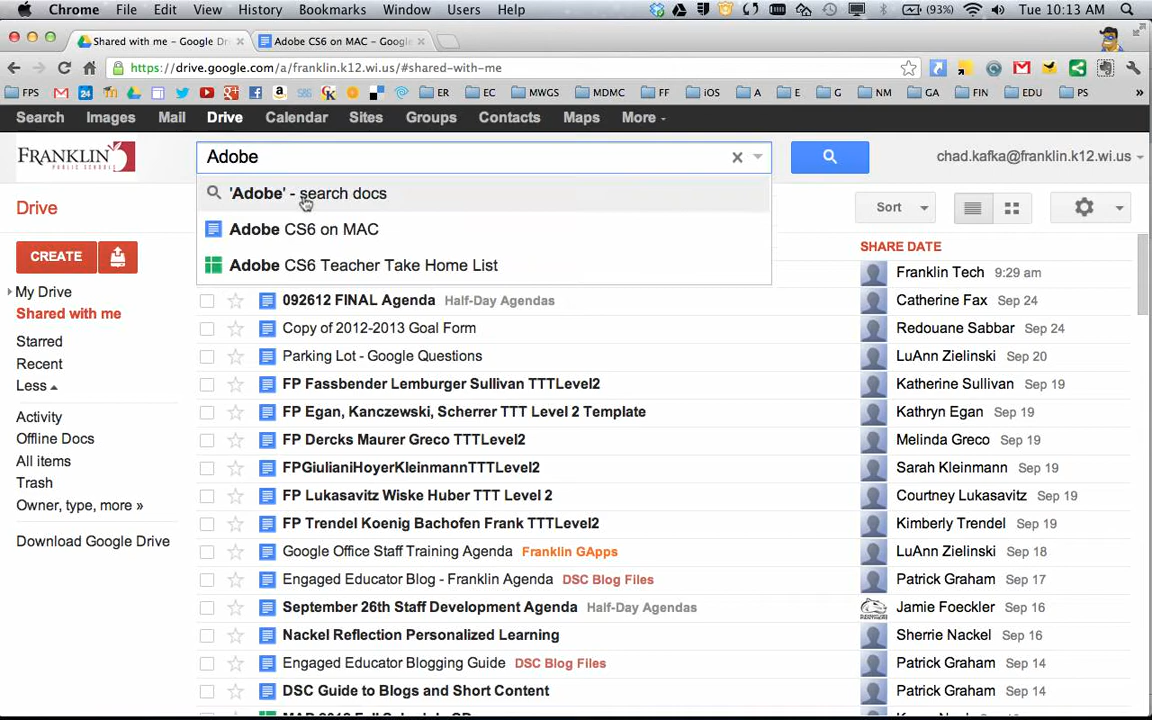 Chrome File Edit View History Bookmarks Window Users Help (93%) Tue 10:13 AM
Shared with me – Google Dri Adobe CS6 on MAC – Google
https://drive.google.com/a/franklin.k12.wi.us/#shared-with-me
FPS 24 ER EC MWGS MDMC FF iOS A E G NM GA FIN EDU PS »
Search Images Mail Drive Calendar Sites Groups Contacts Maps More
FRANKLIN PUBLIC SCHOOLS
Adobe
chad.kafka@franklin.k12.wi.us
'Adobe' - search docs
Drive
Sort
Adobe CS6 on MAC
CREATE
SHARE DATE
Adobe CS6 Teacher Take Home List
Franklin Tech 9:29 am
My Drive
092612 FINAL Agenda Half-Day Agendas Catherine Fax Sep 24
Shared with me
Copy of 2012-2013 Goal Form Redouane Sabbar Sep 24
Starred
Parking Lot - Google Questions LuAnn Zielinski Sep 20
Recent
Less
FP Fassbender Lemburger Sullivan TTTLevel2 Katherine Sullivan Sep 19
FP Egan, Kanczewski, Scherrer TTT Level 2 Template Kathryn Egan Sep 19
Activity
Offline Docs
FP Dercks Maurer Greco TTTLevel2 Melinda Greco Sep 19
All items
FPGiulianiHoyerKleinmannTTTLevel2 Sarah Kleinmann Sep 19
Trash
FP Lukasavitz Wiske Huber TTT Level 2 Courtney Lukasavitz Sep 19
Owner, type, more »
FP Trendel Koenig Bachofen Frank TTTLevel2 Kimberly Trendel Sep 19
Download Google Drive
Google Office Staff Training Agenda Franklin GApps LuAnn Zielinski Sep 18
Engaged Educator Blog - Franklin Agenda DSC Blog Files Patrick Graham Sep 17
September 26th Staff Development Agenda Half-Day Agendas Jamie Foeckler Sep 16
Nackel Reflection Personalized Learning Sherrie Nackel Sep 16
Engaged Educator Blogging Guide DSC Blog Files Patrick Graham Sep 14
DSC Guide to Blogs and Short Content Patrick Graham Sep 14